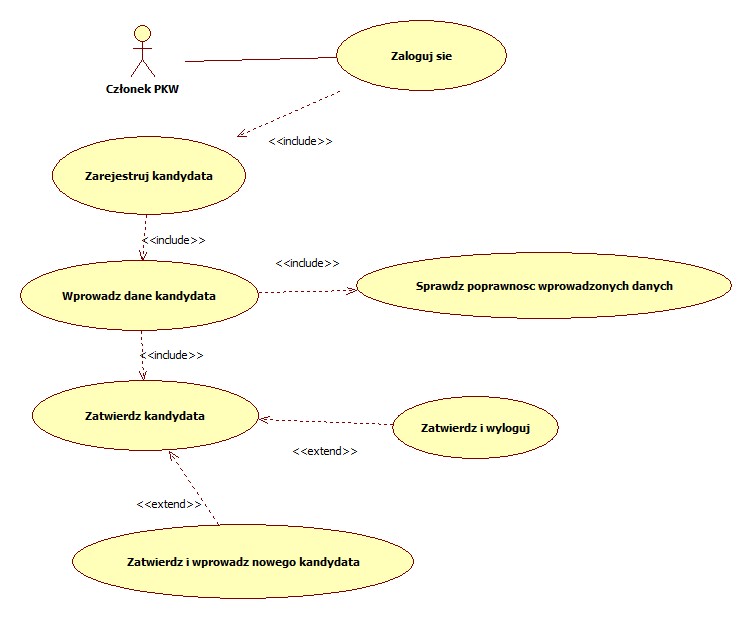 Zaloguj sie
Członek PKW
<<include>>
Zarejestruj kandydata
<<include>>
<<include>>
Wprowadz dane kandydata
Sprawdz poprawnosc wprowadzonych danych
<<include>>
Zatwierdz kandydata
Zatwierdz i wyloguj
<<extend>>
<<extend>>
Zatwierdz i wprowadz nowego kandydata